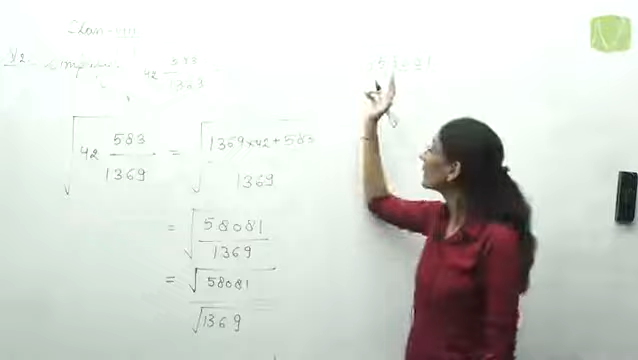 Class-VIII
42 583/1369
√(42 583/1369) = √((1369×42+583)/1369)
= √(58081/1369)
= √58081/√1369